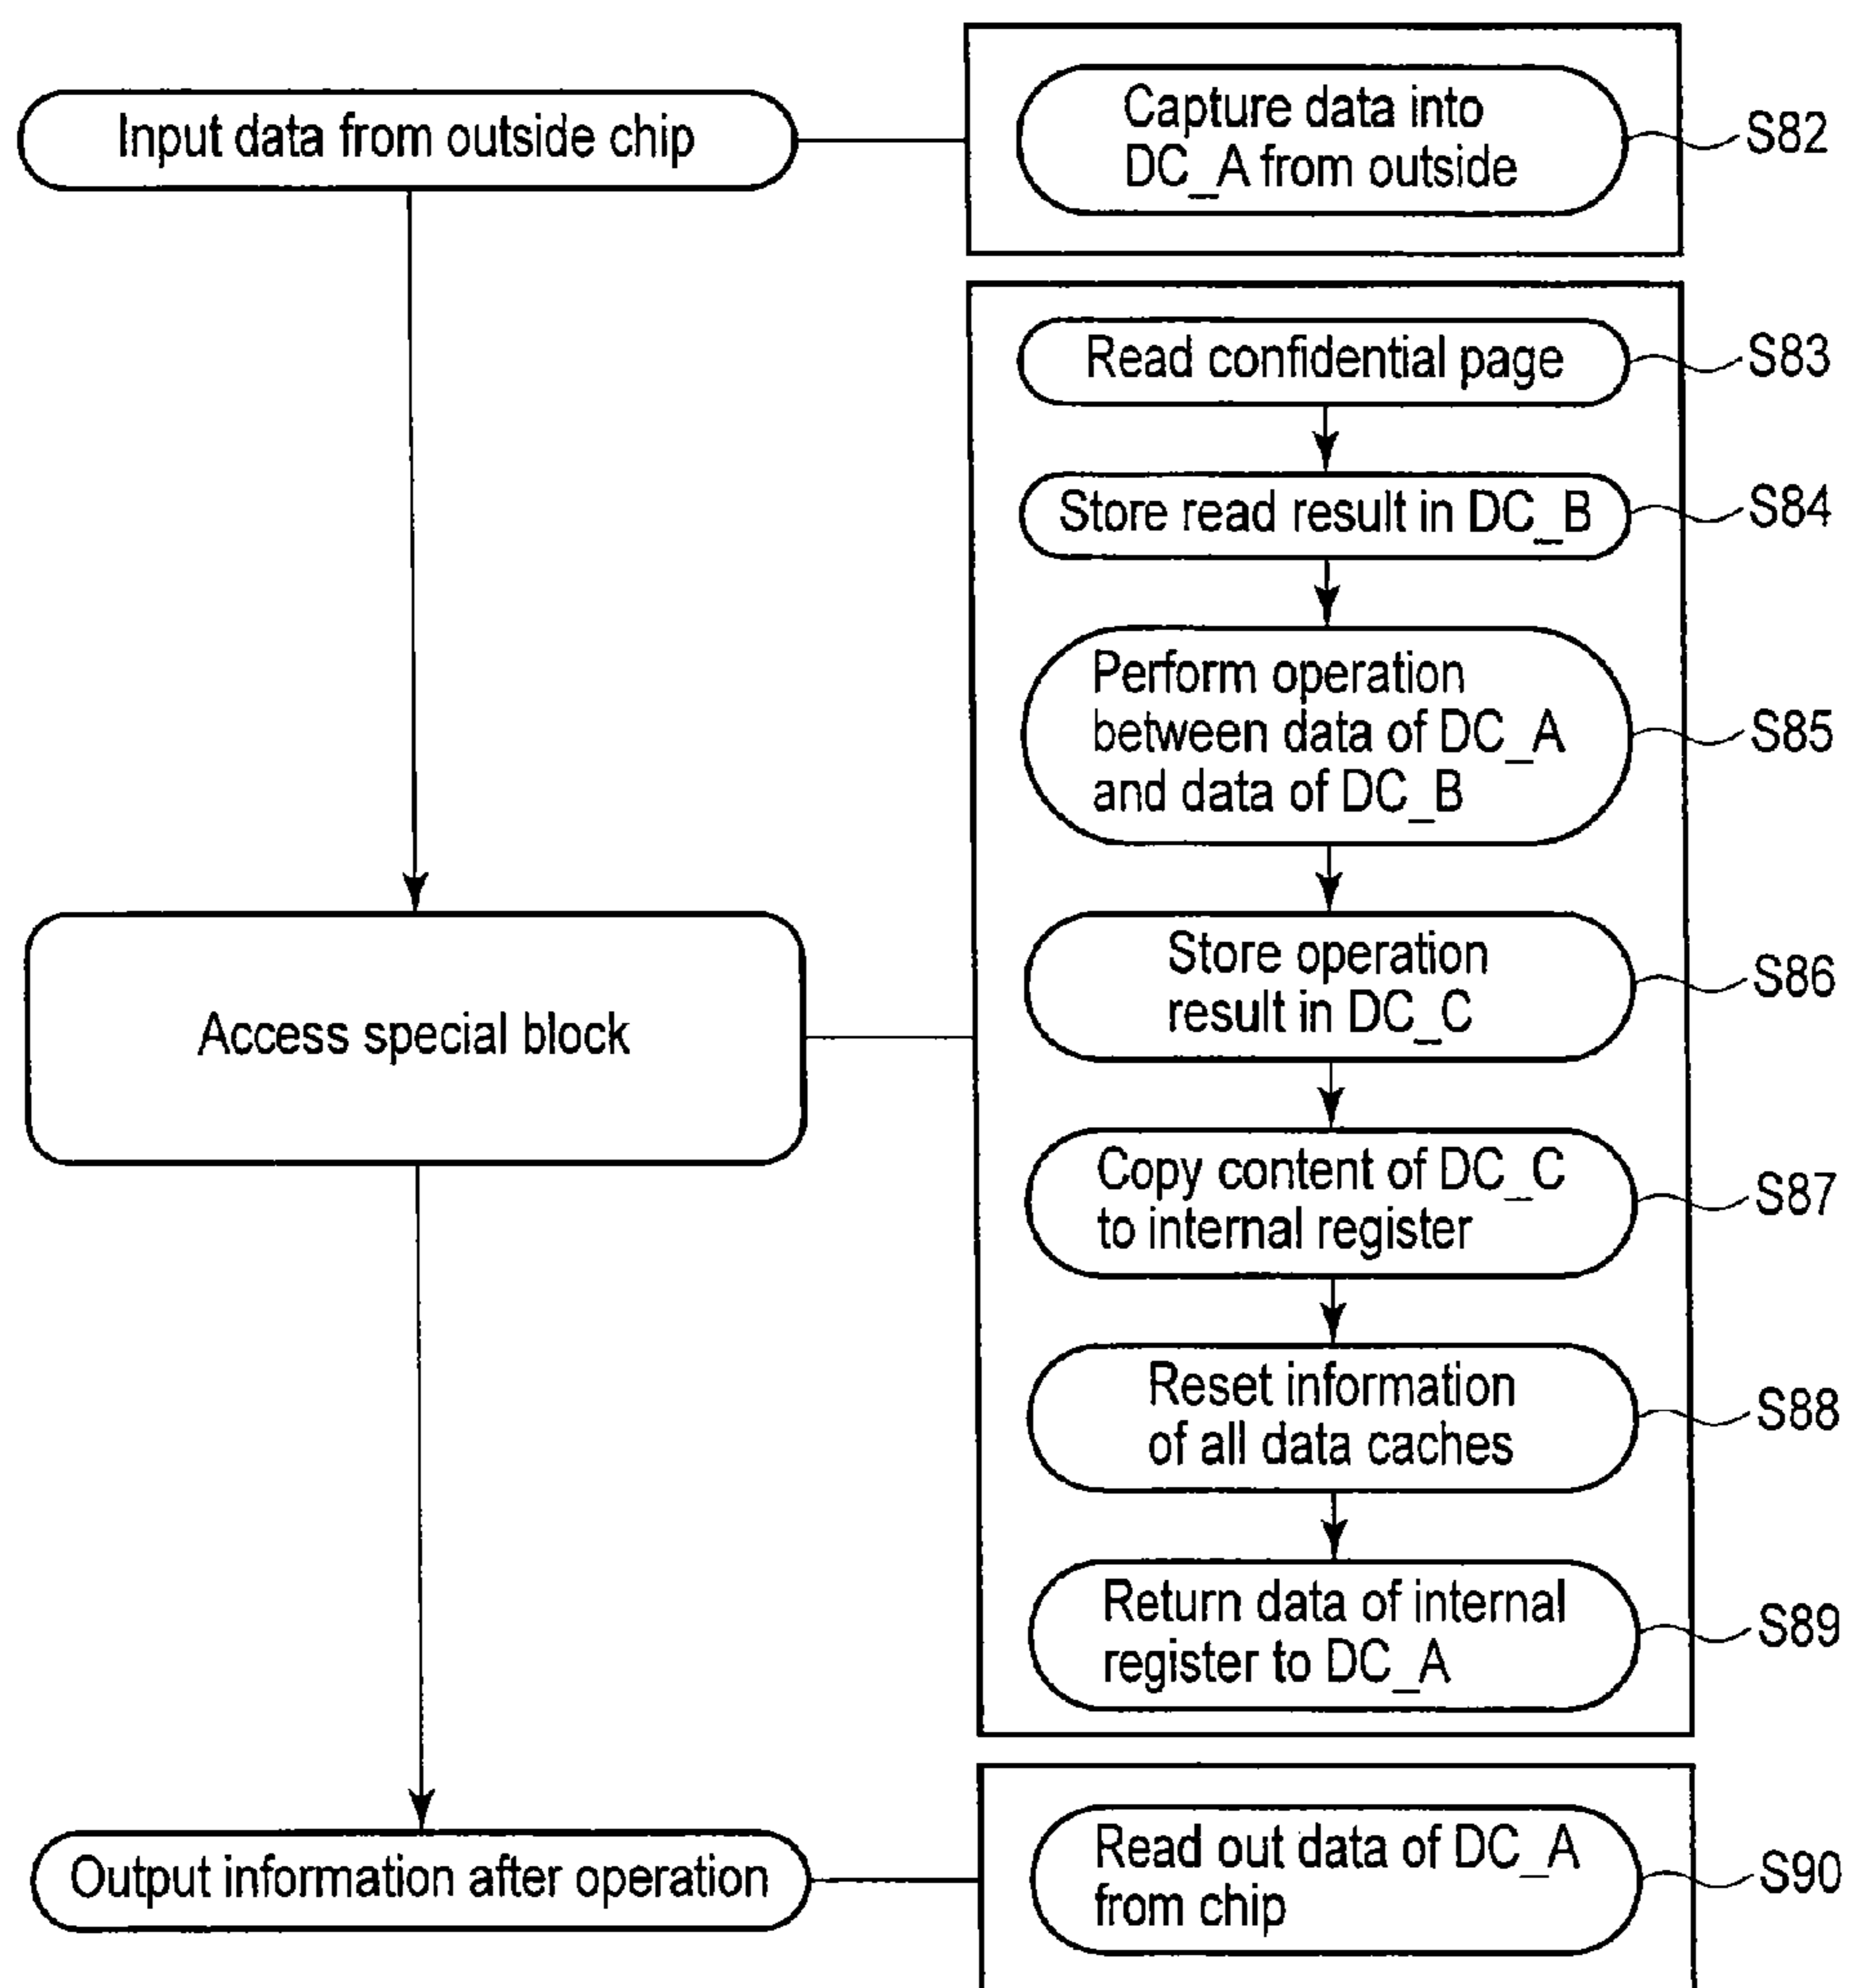 Input data from outside chip
Capture data into
DC_A from outside
S82
Read confidential page
S83
Store read result in DC_B
S84
Perform operation
between data of DC_A
and data of DC_B
S85
Store operation
result in DC_C
S86
Access special block
Copy content of DC_C
to internal register
S87
Reset information
of all data caches
S88
Return data of internal
register to DC_A
S89
Output information after operation
Read out data of DC_A
from chip
S90